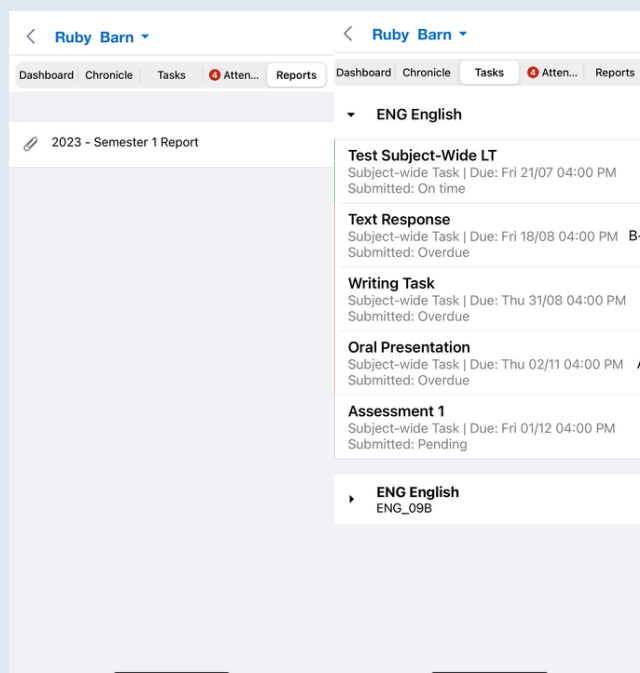 Ruby Barn
Dashboard Chronicle Tasks 4 Atten... Reports
2023 - Semester 1 Report
Ruby Barn
Dashboard Chronicle Tasks 4 Atten... Reports
ENG English
Test Subject-Wide LT
Subject-wide Task | Due: Fri 21/07 04:00 PM
Submitted: On time
Text Response
Subject-wide Task | Due: Fri 18/08 04:00 PM
Submitted: Overdue
Writing Task
Subject-wide Task | Due: Thu 31/08 04:00 PM
Submitted: Overdue
Oral Presentation
Subject-wide Task | Due: Thu 02/11 04:00 PM
Submitted: Overdue
Assessment 1
Subject-wide Task | Due: Fri 01/12 04:00 PM
Submitted: Pending
ENG English
ENG_09B